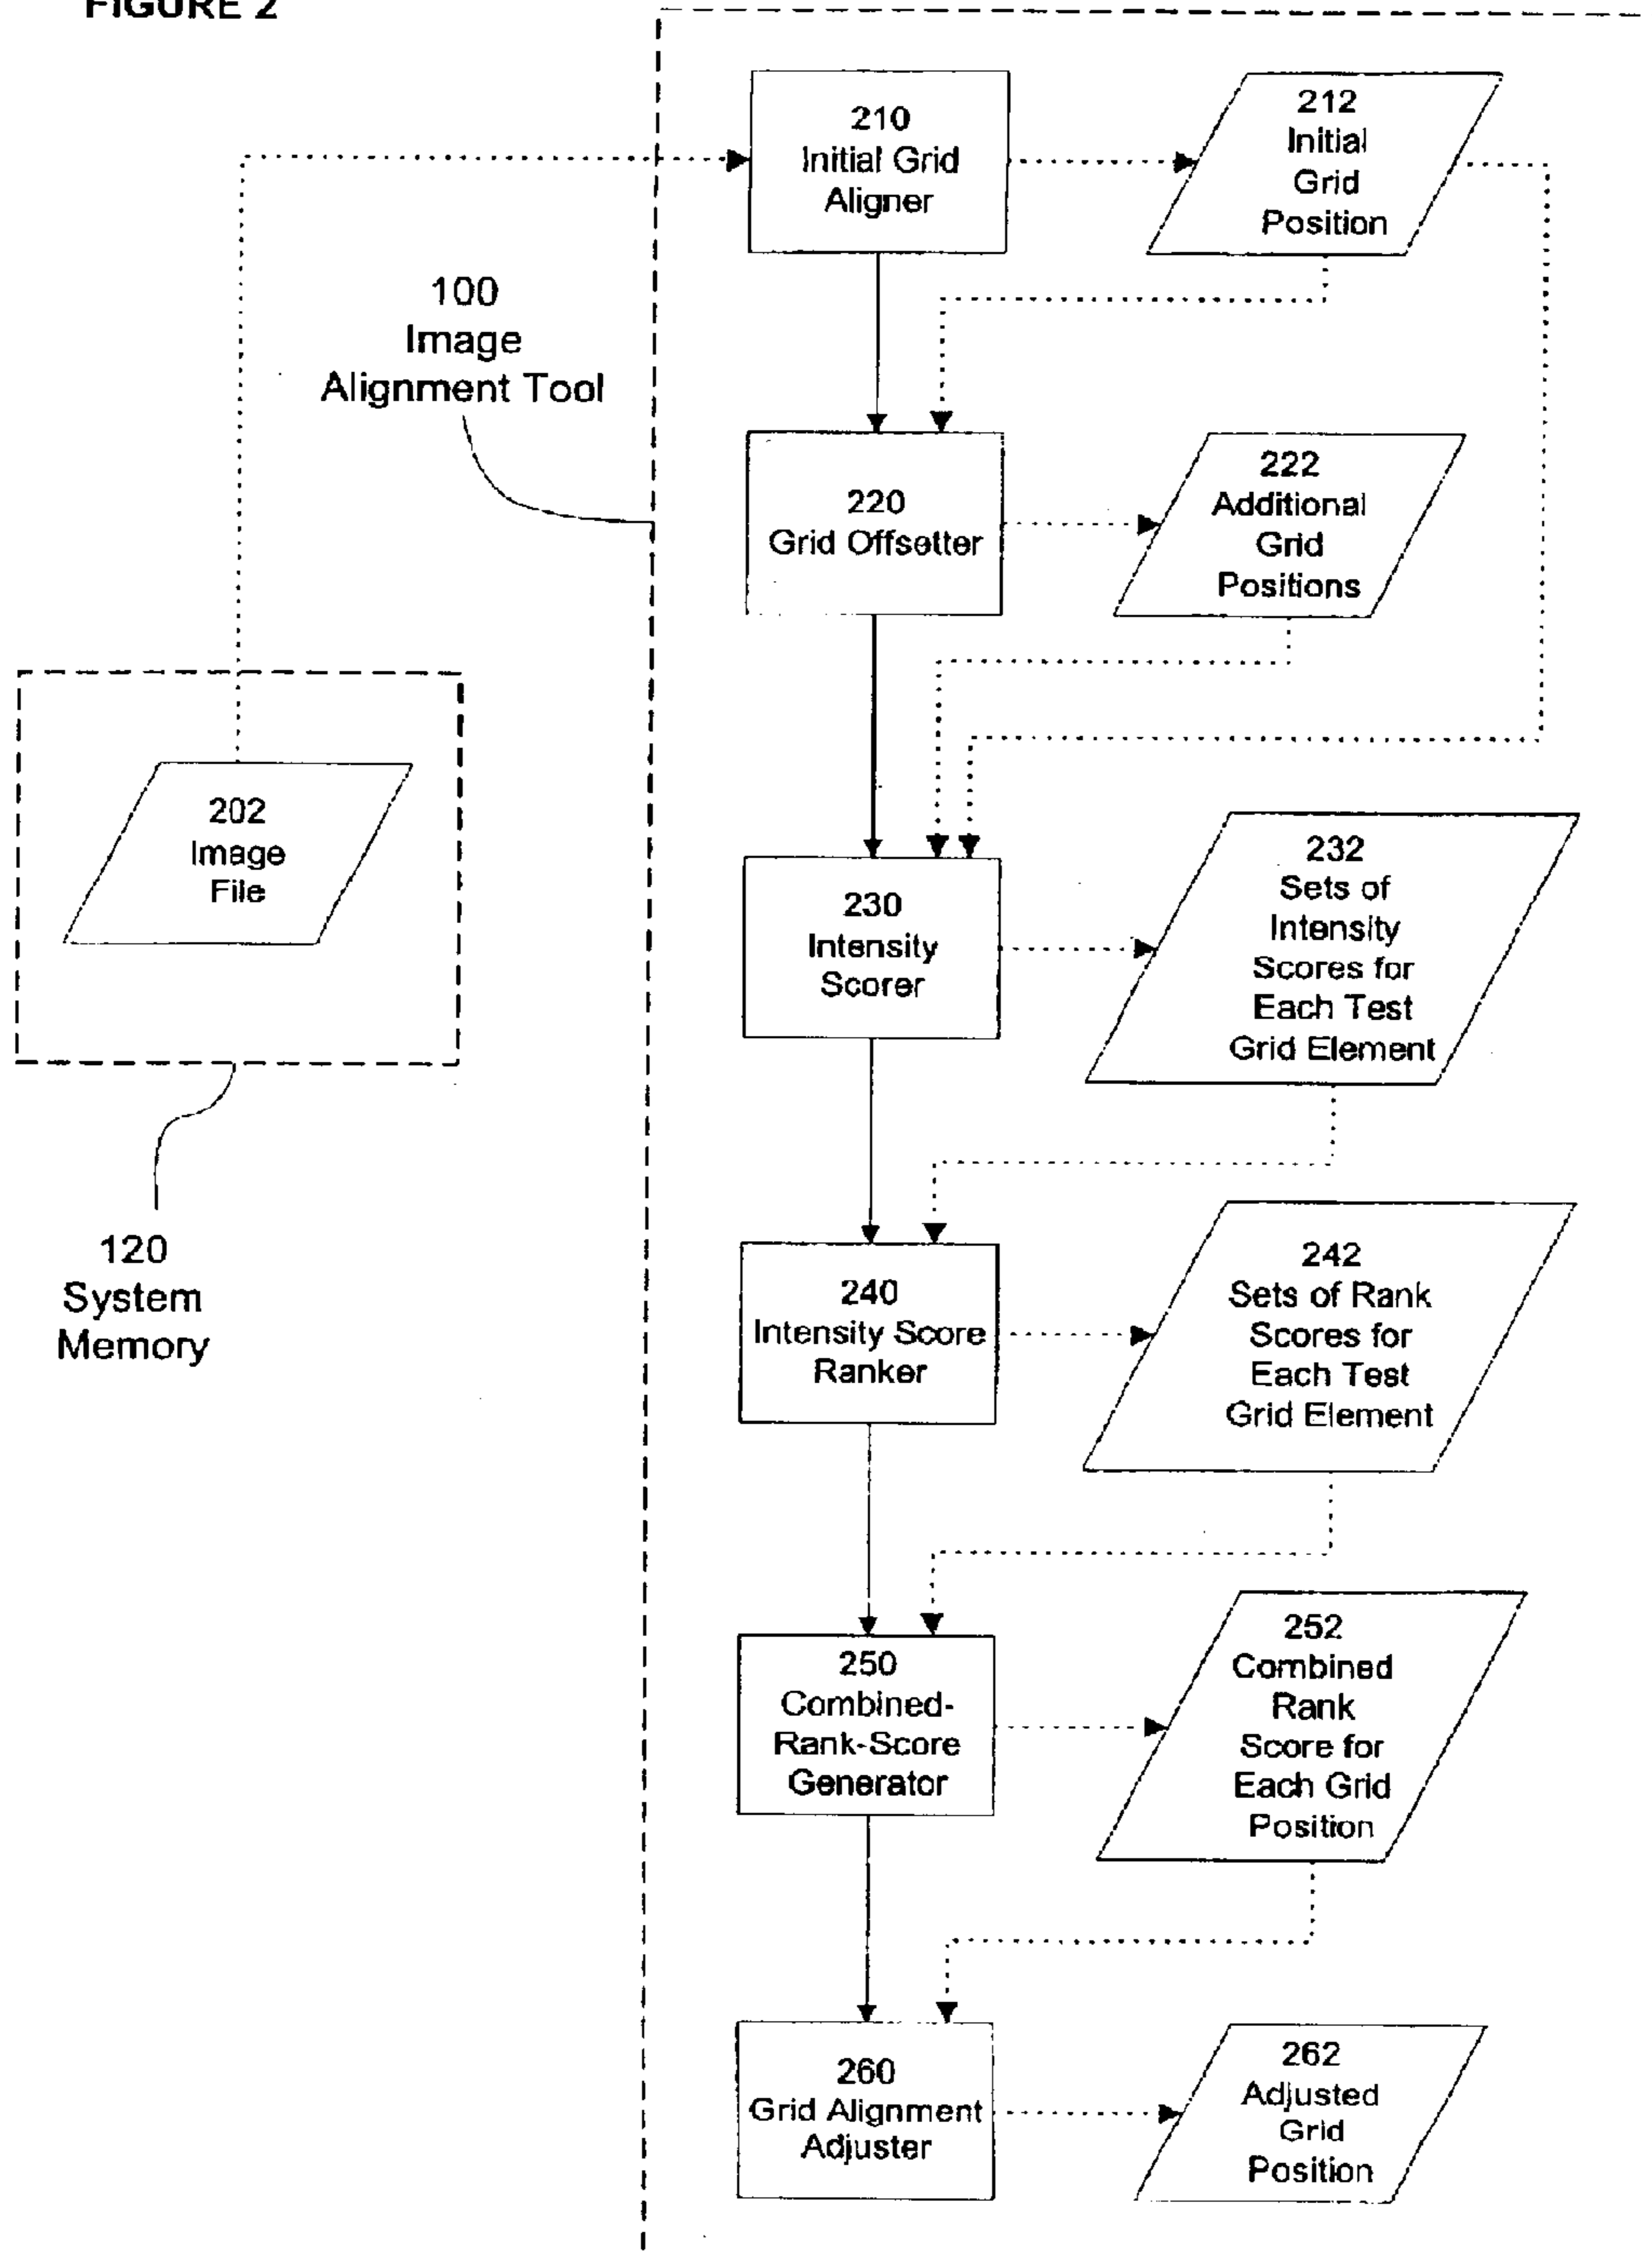 FIGURE 2
210
Initial Grid
Aligner
212
Initial
Grid
Position
100
Image
Alignment Tool
220
Grid Offsetter
222
Additional
Grid
Positions
202
Image
File
230
Intensity
Scorer
232
Sets of
Intensity
Scores for
Each Test
Grid Element
120
System
Memory
240
Intensity Score
Ranker
242
Sets of Rank
Scores for
Each Test
Grid Element
250
Combined-
Rank-Score
Generator
252
Combined
Rank
Score for
Each Grid
Position
260
Grid Alignment
Adjuster
262
Adjusted
Grid
Position